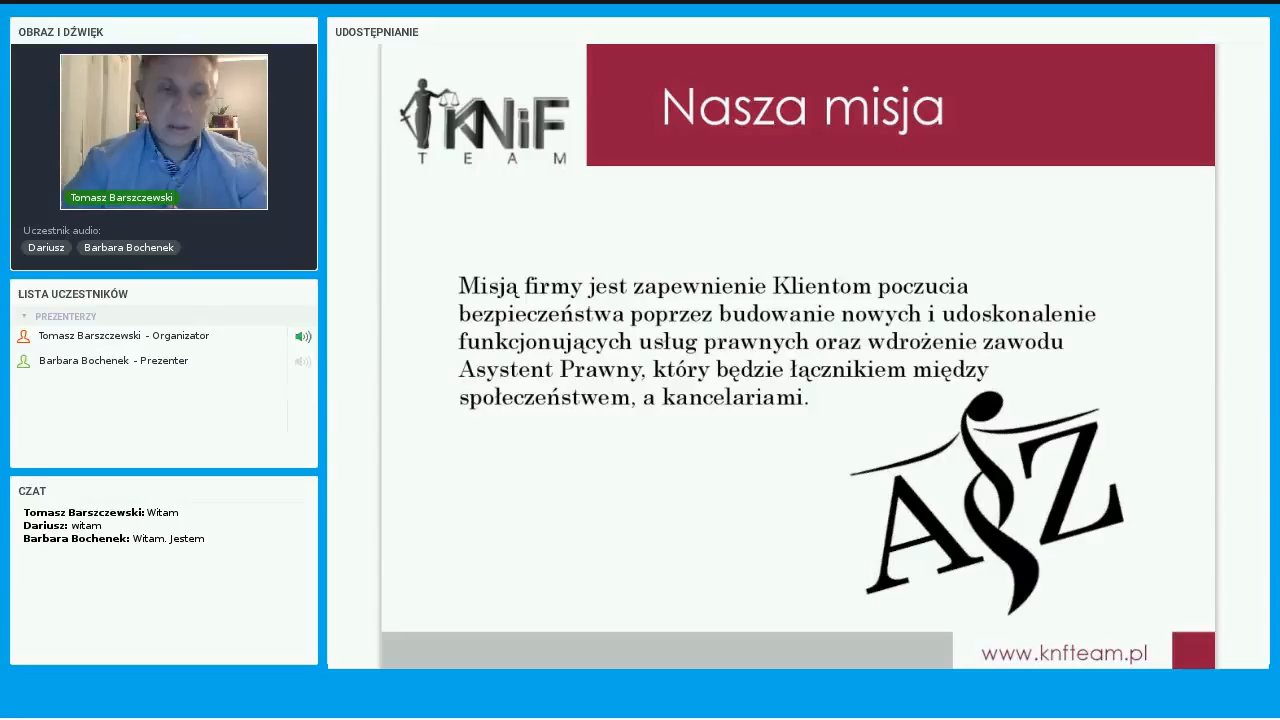 OBRAZ I DŹWIĘK
Tomasz Barszczewski
Uczestnik audio:
Dariusz
Barbara Bochenek
LISTA UCZESTNIKÓW
PREZENTERZY
Tomasz Barszczewski - Organizator
Barbara Bochenek - Prezenter
CZAT
Tomasz Barszczewski: Witam
Dariusz: witam
Barbara Bochenek: Witam. Jestem
UDOSTĘPNIANIE
KNiF
TEAM
Nasza misja
Misją firmy jest zapewnienie Klientom poczucia
bezpieczeństwa poprzez budowanie nowych i udoskonalenie
funkcjonujących usług prawnych oraz wdrożenie zawodu
Asystent Prawny, który będzie łącznikiem między
społeczeństwem, a kancelariami.
A§Z
www.knfteam.pl